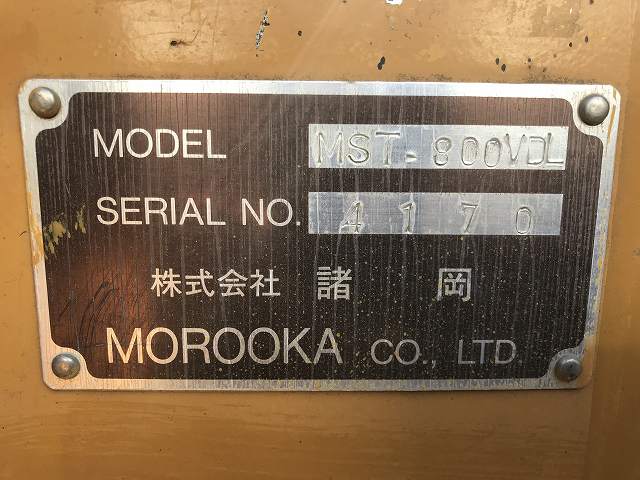 MODEL MST-800VDL
SERIAL NO. 4170
株式会社 諸岡
MOROOKA CO., LTD.